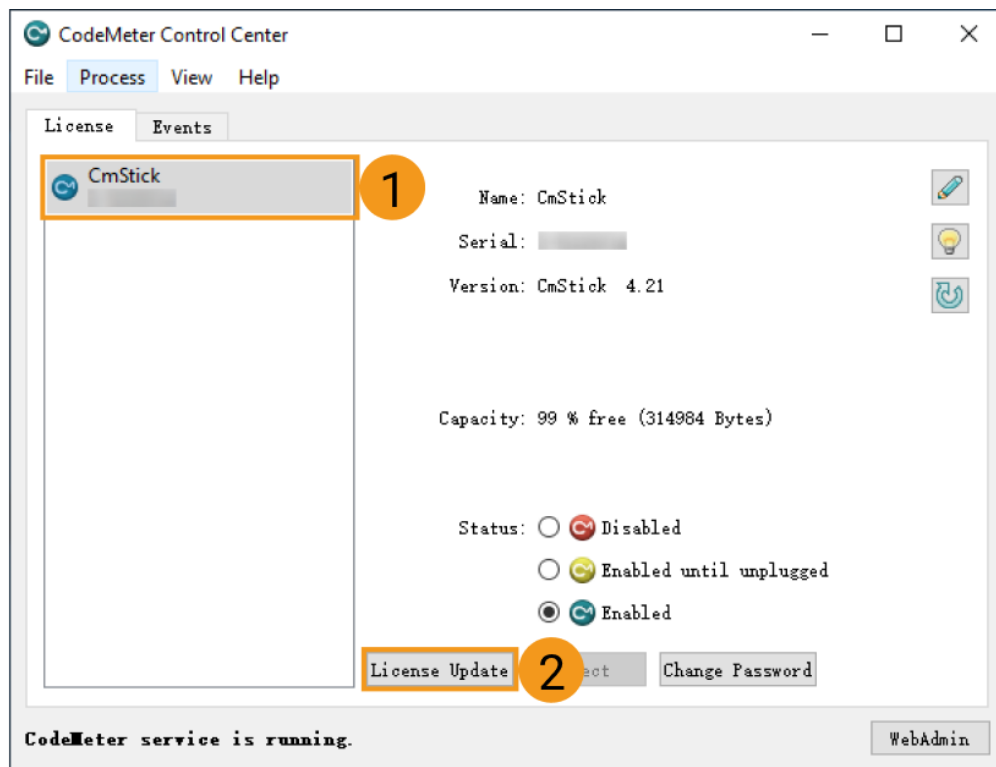 CodeMeter Control Center
File Process View Help
License Events
CmStick
1
Name: CmStick
Serial:
Version: CmStick 4.21
Capacity: 99 % free (314984 Bytes)
Status: Disabled
Enabled until unplugged
Enabled
License Update 2 Change Password
CodeMeter service is running.
WebAdmin